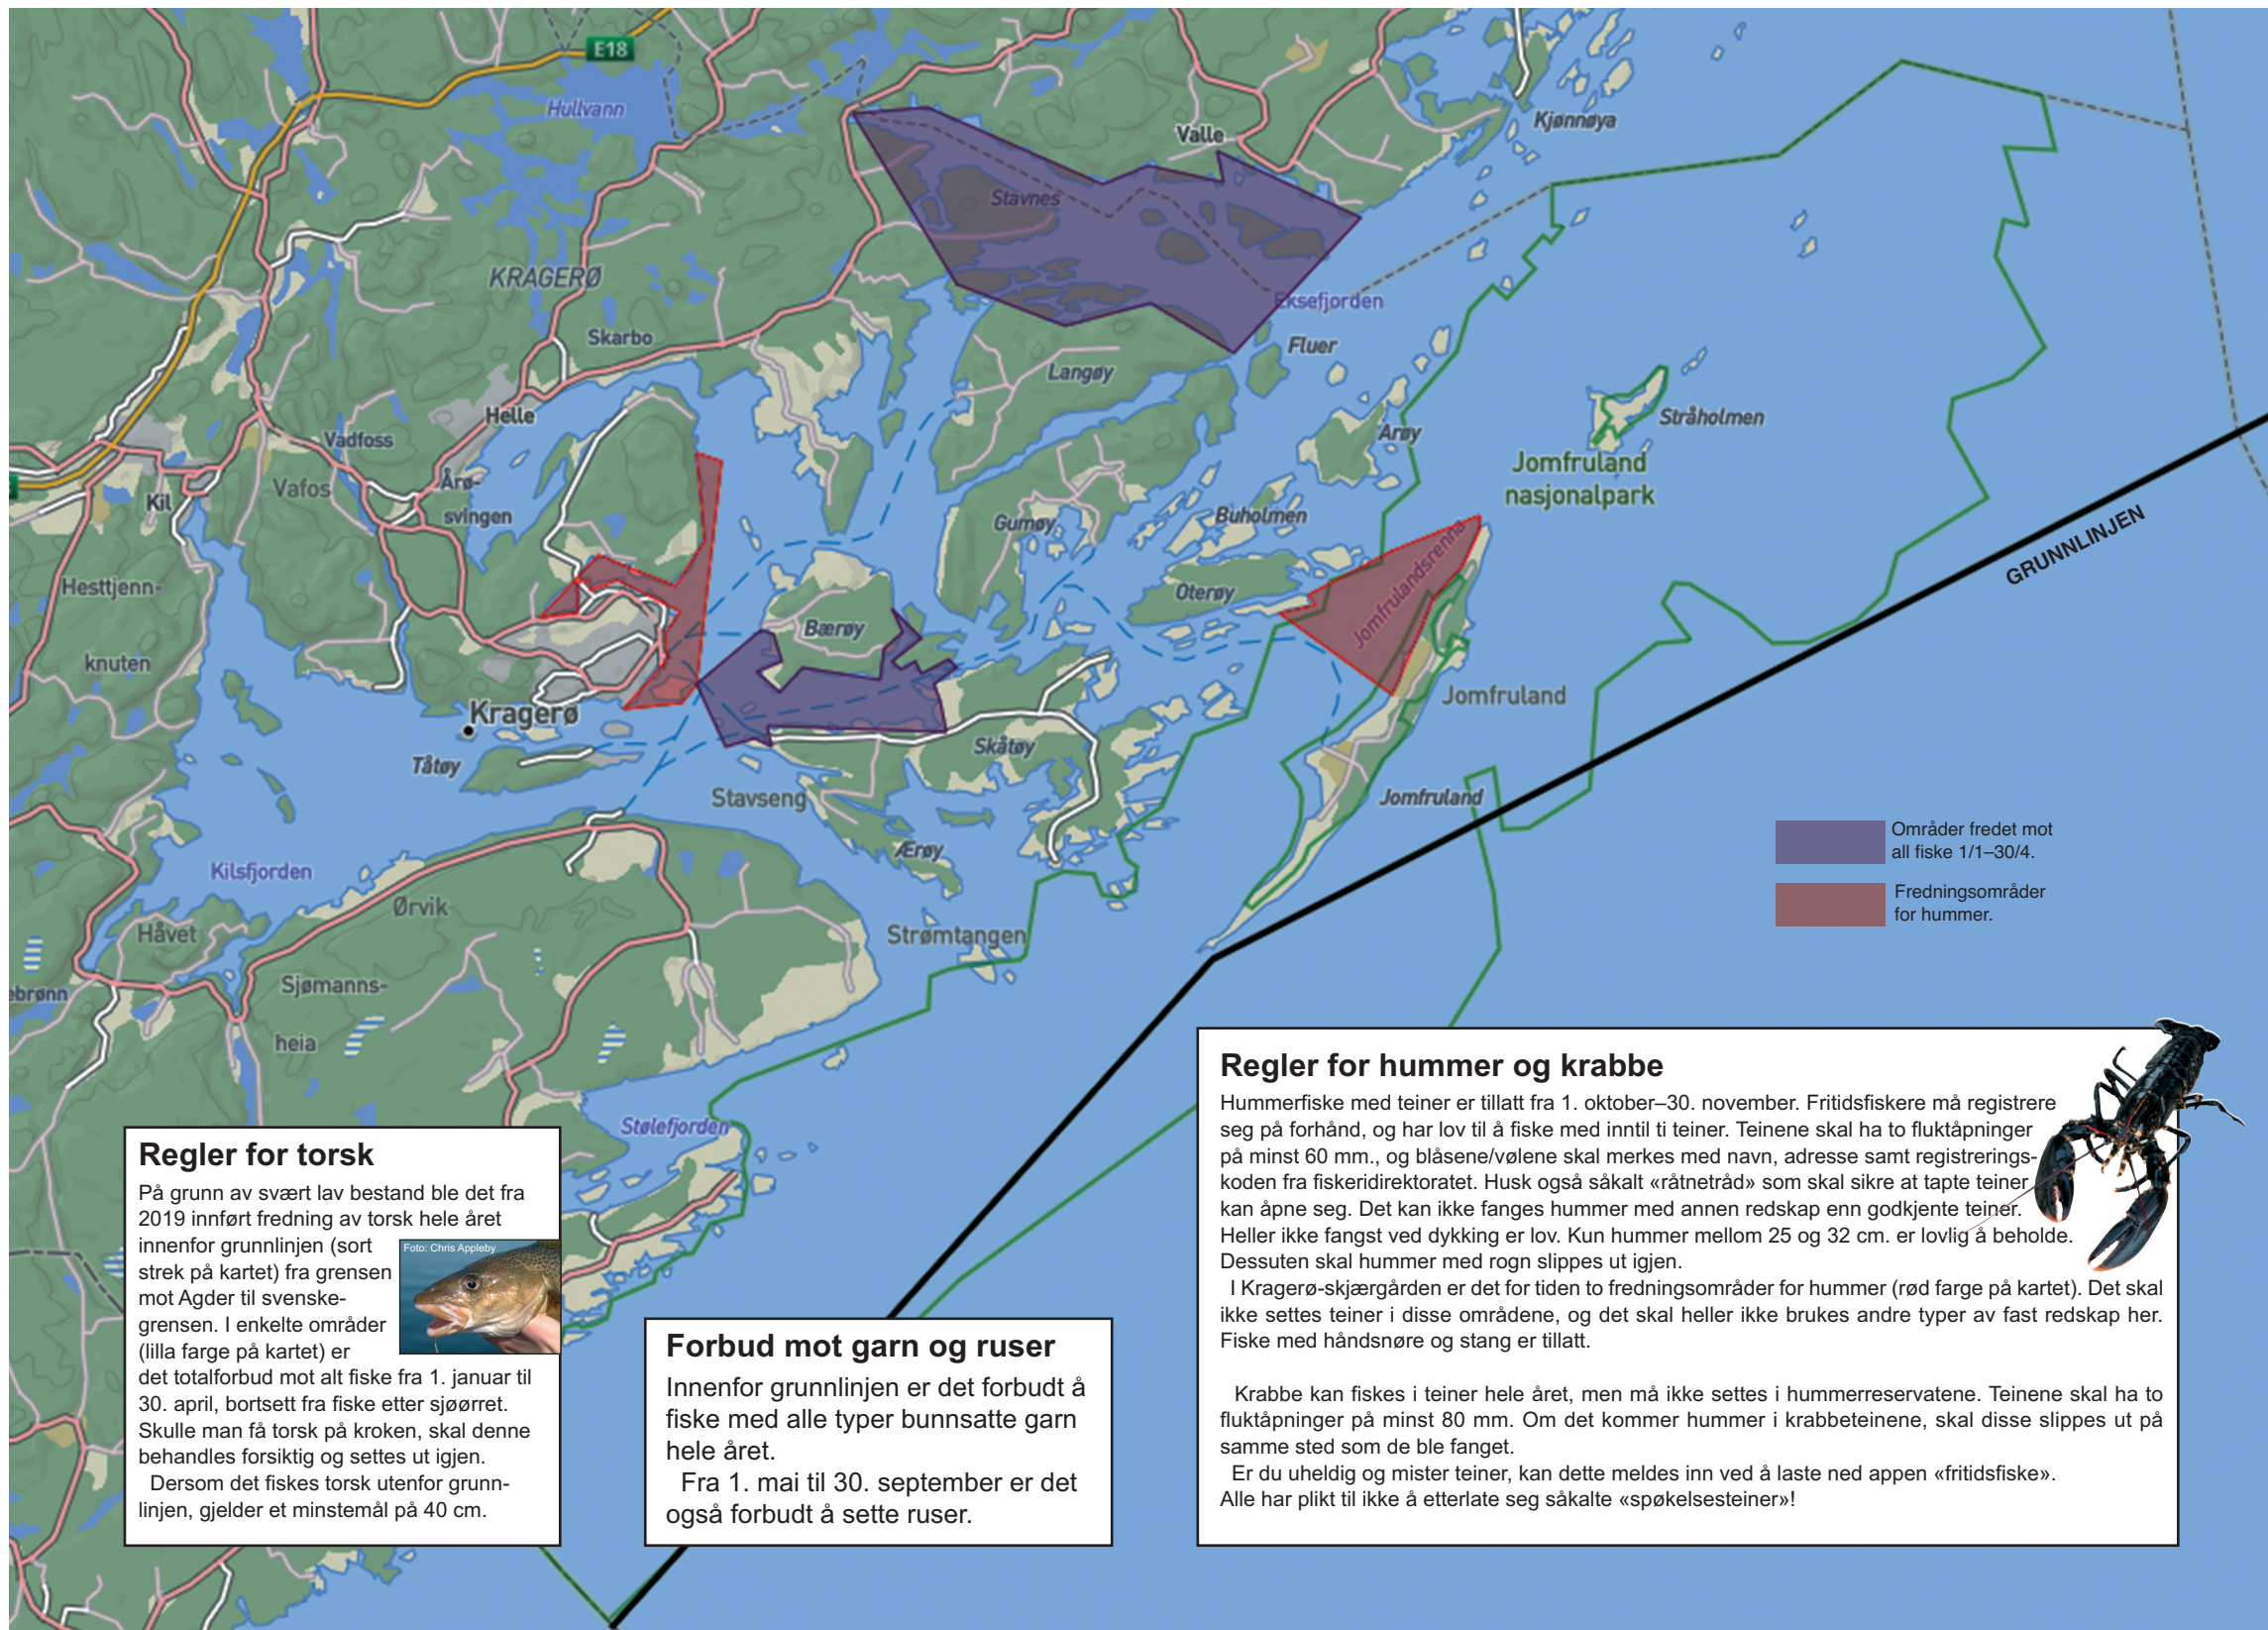 E18
Hullvann
Valle
Kjønnøya
Stavnes
KRAGERØ
Eksefjorden
Skarbo
Fluer
Langøy
Helle
Stråholmen
Vadfoss
Arøy
Jomfruland
nasjonalpark
Årø-
svingen
Vafos
Kil
Gumøy
Buholmen
GRUNNLINJEN
Jomfrulandsrenna
Hesttjenn-
knuten
Oterøy
Bærøy
Jomfruland
Kragerø
Skåtøy
Tåtøy
Stavseng
Jomfruland
Områder fredet mot
all fiske 1/1–30/4.
Ærøy
Kilsfjorden
Fredningsområder
for hummer.
Ørvik
Håvet
Strømtangen
Sjømanns-
heia
ebrønn
Stølefjorden
Regler for torsk
På grunn av svært lav bestand ble det fra
2019 innført fredning av torsk hele året
innenfor grunnlinjen (sort
strek på kartet) fra grensen
mot Agder til svenske-
grensen. I enkelte områder
(lilla farge på kartet) er
det totalforbud mot alt fiske fra 1. januar til
30. april, bortsett fra fiske etter sjøørret.
Skulle man få torsk på kroken, skal denne
behandles forsiktig og settes ut igjen.
Dersom det fiskes torsk utenfor grunn-
linjen, gjelder et minstemål på 40 cm.
Foto: Chris Appleby
Forbud mot garn og ruser
Innenfor grunnlinjen er det forbudt å
fiske med alle typer bunnsatte garn
hele året.
Fra 1. mai til 30. september er det
også forbudt å sette ruser.
Regler for hummer og krabbe
Hummerfiske med teiner er tillatt fra 1. oktober–30. november. Fritidsfiskere må registrere
seg på forhånd, og har lov til å fiske med inntil ti teiner. Teinene skal ha to fluktåpninger
på minst 60 mm., og blåsene/vølene skal merkes med navn, adresse samt registrerings-
koden fra fiskeridirektoratet. Husk også såkalt «råtnetråd» som skal sikre at tapte teiner
kan åpne seg. Det kan ikke fanges hummer med annen redskap enn godkjente teiner.
Heller ikke fangst ved dykking er lov. Kun hummer mellom 25 og 32 cm. er lovlig å beholde.
Dessuten skal hummer med rogn slippes ut igjen.
I Kragerø-skjærgården er det for tiden to fredningsområder for hummer (rød farge på kartet). Det skal
ikke settes teiner i disse områdene, og det skal heller ikke brukes andre typer av fast redskap her.
Fiske med håndsnøre og stang er tillatt.
Krabbe kan fiskes i teiner hele året, men må ikke settes i hummerreservatene. Teinene skal ha to
fluktåpninger på minst 80 mm. Om det kommer hummer i krabbeteinene, skal disse slippes ut på
samme sted som de ble fanget.
Er du uheldig og mister teiner, kan dette meldes inn ved å laste ned appen «fritidsfiske».
Alle har plikt til ikke å etterlate seg såkalte «spøkelsesteiner»!